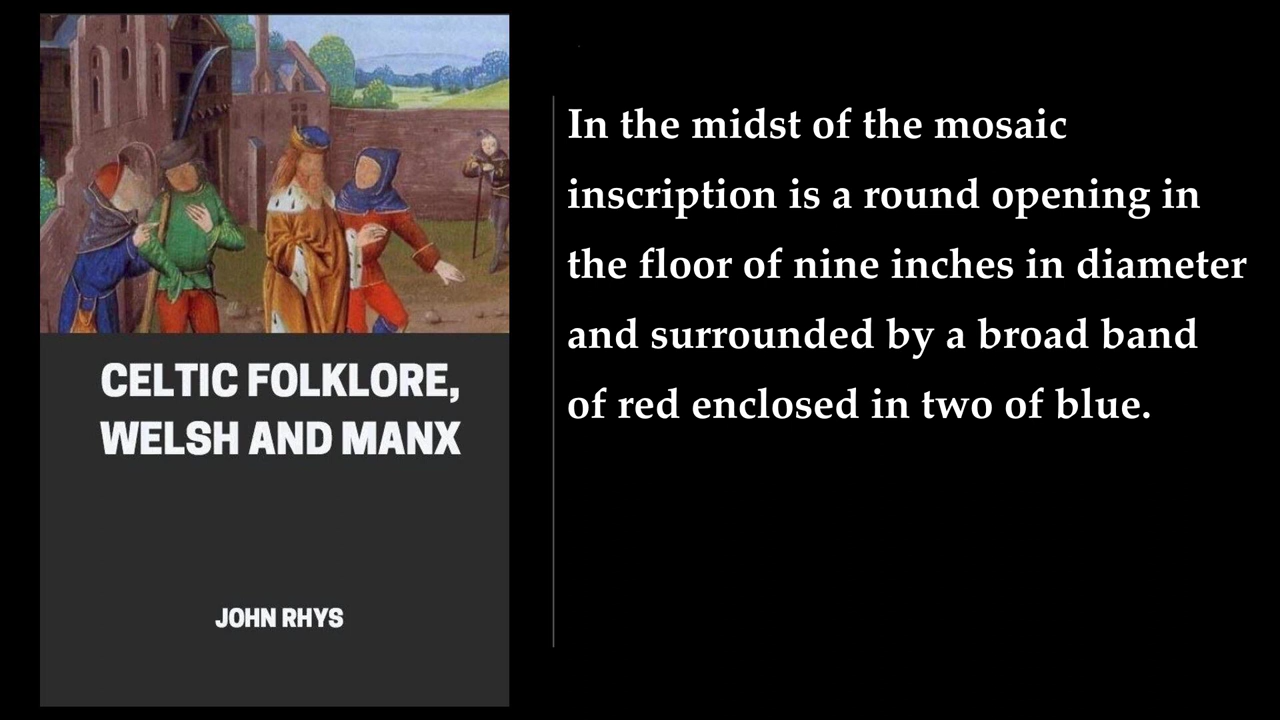 CELTIC FOLKLORE,
WELSH AND MANX
JOHN RHYS
In the midst of the mosaic
inscription is a round opening in
the floor of nine inches in diameter
and surrounded by a broad band
of red enclosed in two of blue.